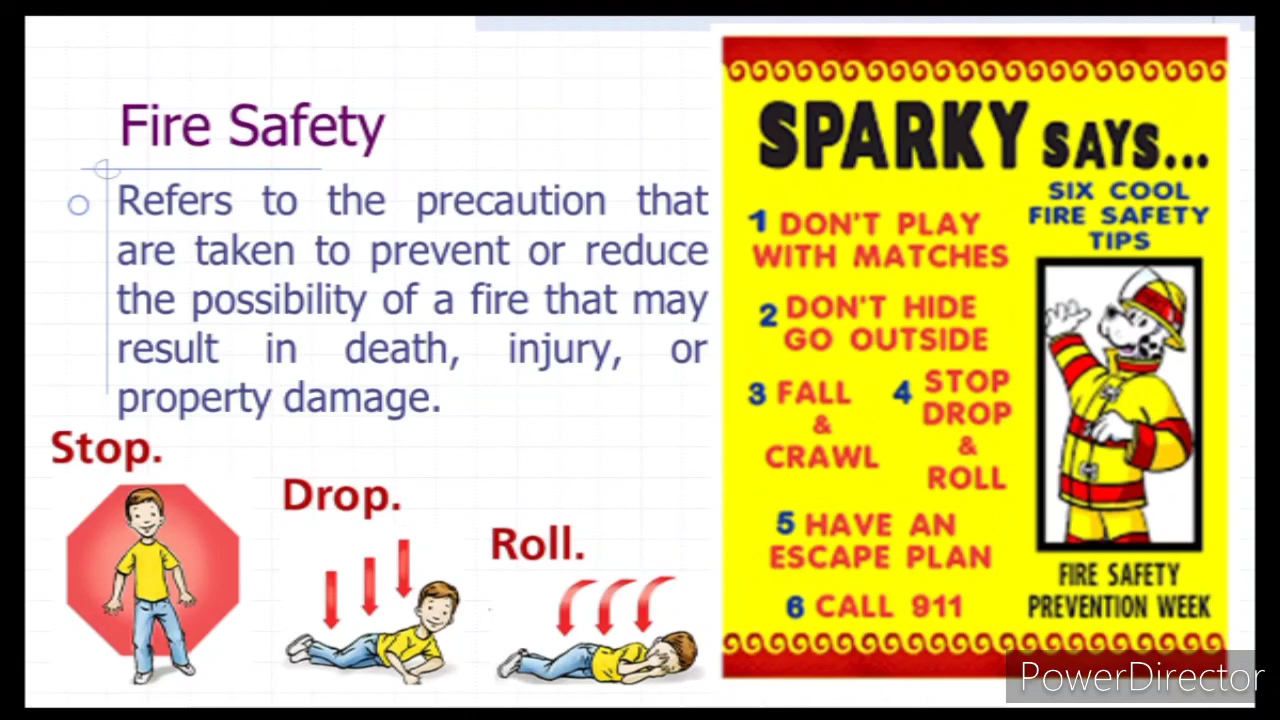 Fire Safety
Refers to the precaution that
are taken to prevent or reduce
the possibility of a fire that may
result in death, injury, or
property damage.
Stop.
Drop.
Roll.
SPARKY SAYS...
SIX COOL
FIRE SAFETY
TIPS
1 DON'T PLAY
WITH MATCHES
2 DON'T HIDE
GO OUTSIDE
3 FALL
&
CRAWL
4 STOP
DROP
&
ROLL
5 HAVE AN
ESCAPE PLAN
6 CALL 911
FIRE SAFETY
PREVENTION WEEK
PowerDirector